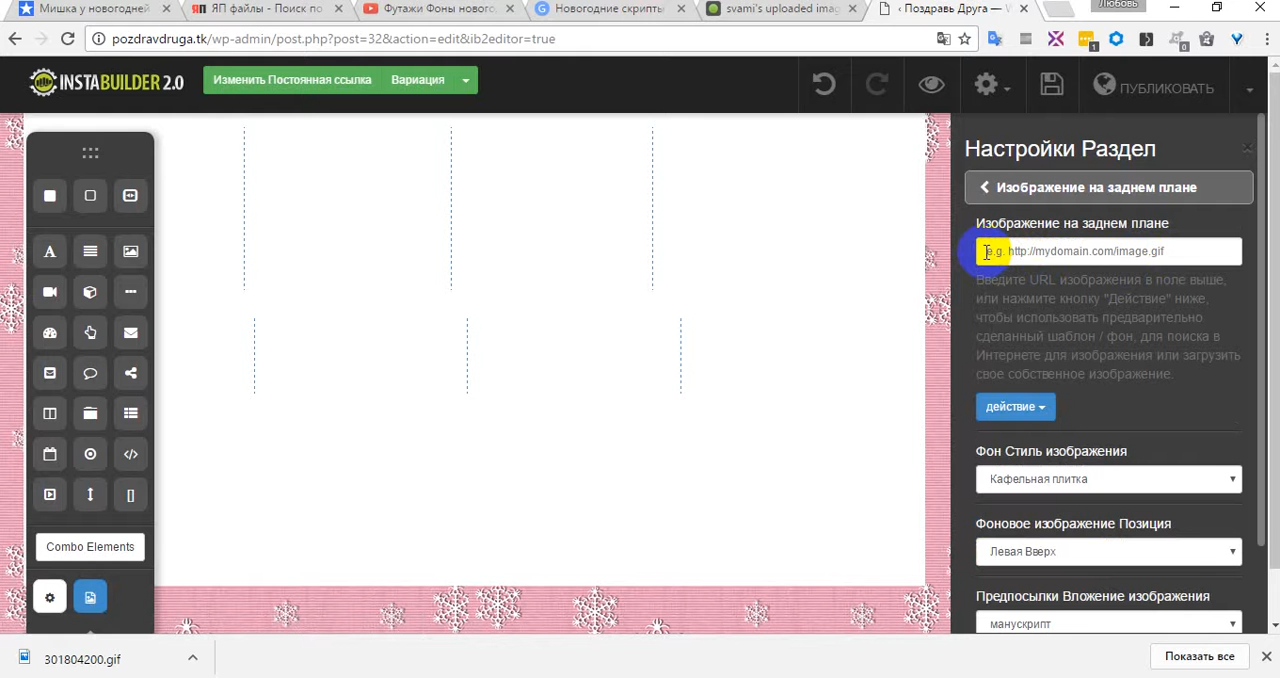 Мишка у новогодней
ЯП файлы - Поиск по
Футажи Фоны новог
Новогодние скрипты
svami's uploaded imag
‹ Поздравь Друга — W
Любовь
pozdravdruga.tk/wp-admin/post.php?post=32&action=edit&ib2editor=true
INSTABUILDER 2.0
Изменить Постоянная ссылка
Вариация
ПУБЛИКОВАТЬ
Настройки Раздел
Изображение на заднем плане
Изображение на заднем плане
e.g. http://mydomain.com/image.gif
Введите URL изображения в поле выше,
или нажмите кнопку "Действие" ниже,
чтобы использовать предварительно
сделанный шаблон / фон, для поиска в
Интернете для изображения или загрузить
свое собственное изображение.
действие
Фон Стиль изображения
Кафельная плитка
Фоновое изображение Позиция
Левая Вверх
Предпосылки Вложение изображения
манускрипт
Combo Elements
301804200.gif
Показать все